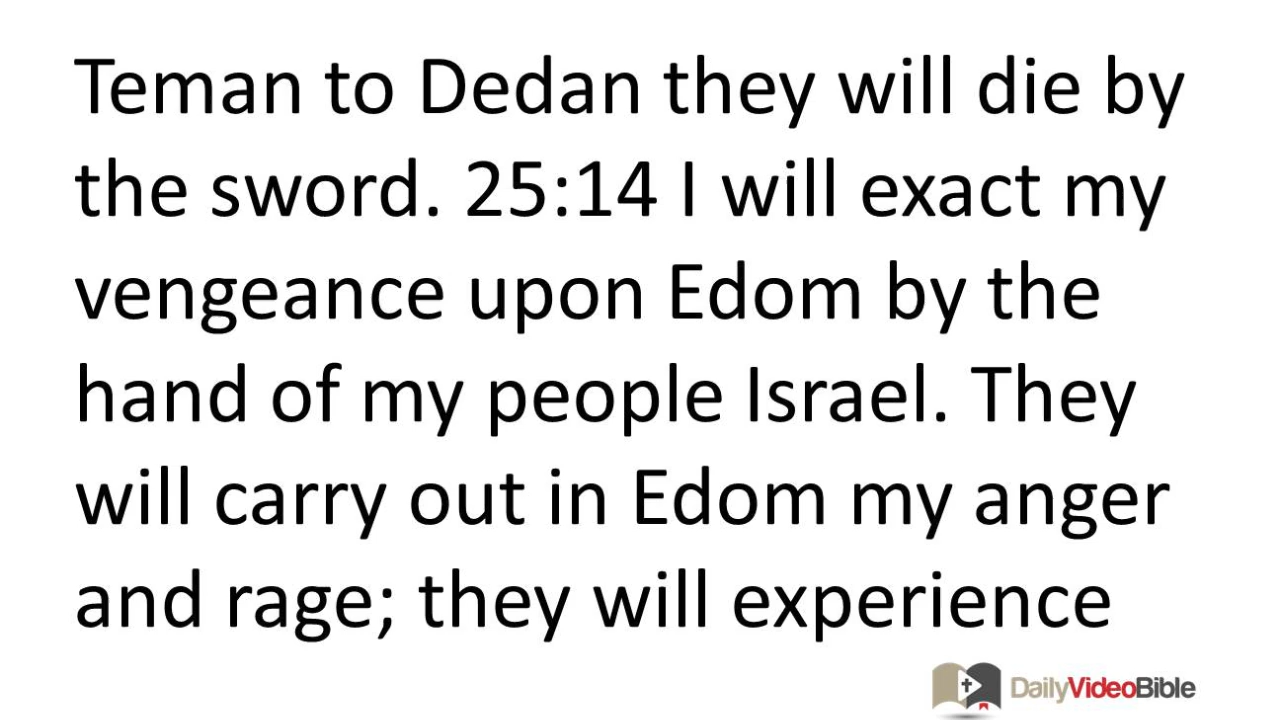 Teman to Dedan they will die by
the sword. 25:14 I will exact my
vengeance upon Edom by the
hand of my people Israel. They
will carry out in Edom my anger
and rage; they will experience
DailyVideoBible